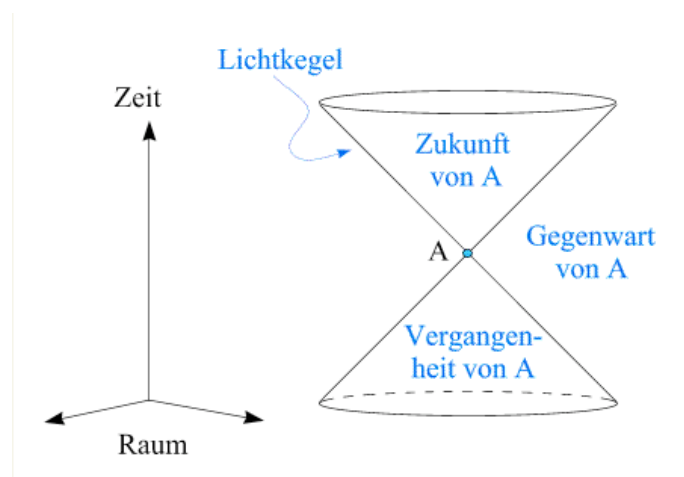 Lichtkegel
Zeit
Zukunft
von A
A
Gegenwart
von A
Vergangen-
heit von A
Raum